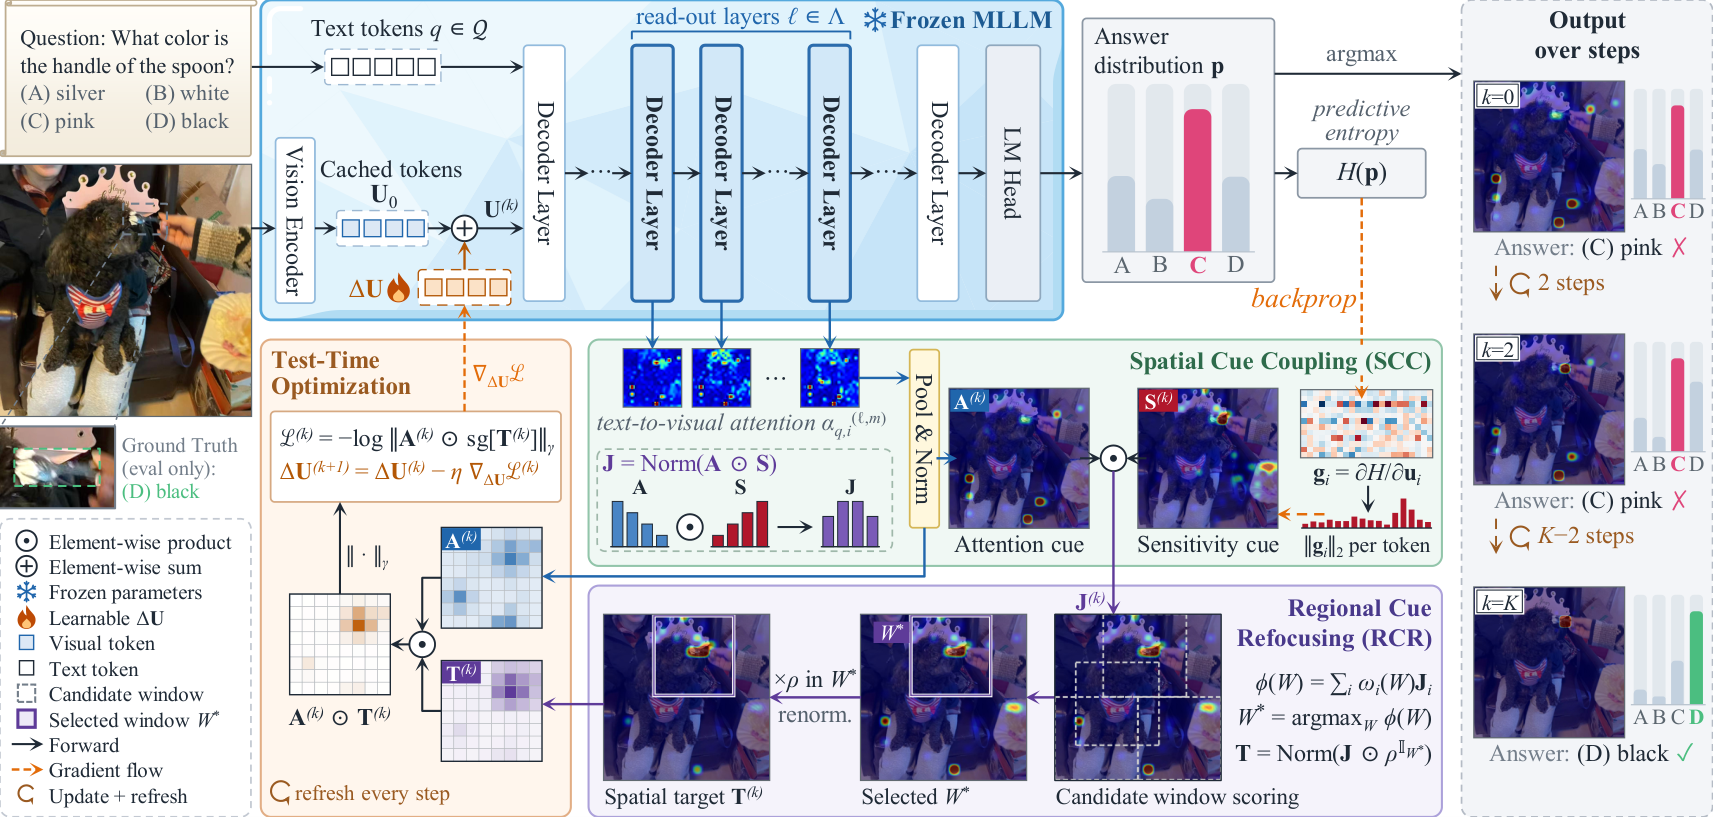 Question: What color is
the handle of the spoon?
(A) silver (B) white
(C) pink (D) black
Ground Truth
(eval only):
(D) black
Element-wise product
Element-wise sum
Frozen parameters
Learnable ΔU
Visual token
Text token
Candidate window
Selected window W*
Forward
Gradient flow
Update + refresh
Text tokens q ∈ 𝒬
read-out layers ℓ ∈ Λ
Frozen MLLM
Vision Encoder
Cached tokens
U₀
U⁽ᵏ⁾
ΔU
Decoder Layer
...
Decoder Layer
Decoder Layer
...
Decoder Layer
...
Decoder Layer
LM Head
Answer
distribution p
A B C D
argmax
predictive
entropy
H(p)
backprop
Test-Time
Optimization
∇_ΔU ℒ
ℒ⁽ᵏ⁾ = −log ‖A⁽ᵏ⁾ ⊙ sg[T⁽ᵏ⁾]‖_γ
ΔU⁽ᵏ⁺¹⁾ = ΔU⁽ᵏ⁾ − η ∇_ΔU ℒ⁽ᵏ⁾
‖ · ‖_γ
A⁽ᵏ⁾
T⁽ᵏ⁾
A⁽ᵏ⁾ ⊙ T⁽ᵏ⁾
refresh every step
Spatial Cue Coupling (SCC)
...
text-to-visual attention α_{q,i}^{(ℓ,m)}
J = Norm(A ⊙ S)
A S J
Pool & Norm
A⁽ᵏ⁾
Attention cue
S⁽ᵏ⁾
Sensitivity cue
gᵢ = ∂H/∂uᵢ
‖gᵢ‖₂ per token
Regional Cue
Refocusing (RCR)
J⁽ᵏ⁾
ϕ(W) = ∑ᵢ ωᵢ(W)Jᵢ
W* = argmax_W ϕ(W)
T = Norm(J ⊙ ρ^{𝕀_{W*}})
Candidate window scoring
W*
Selected W*
×ρ in W*
renorm.
Spatial target T⁽ᵏ⁾
Output
over steps
k=0
A B C D
Answer: (C) pink ✗
2 steps
k=2
A B C D
Answer: (C) pink ✗
K−2 steps
k=K
A B C D
Answer: (D) black ✓